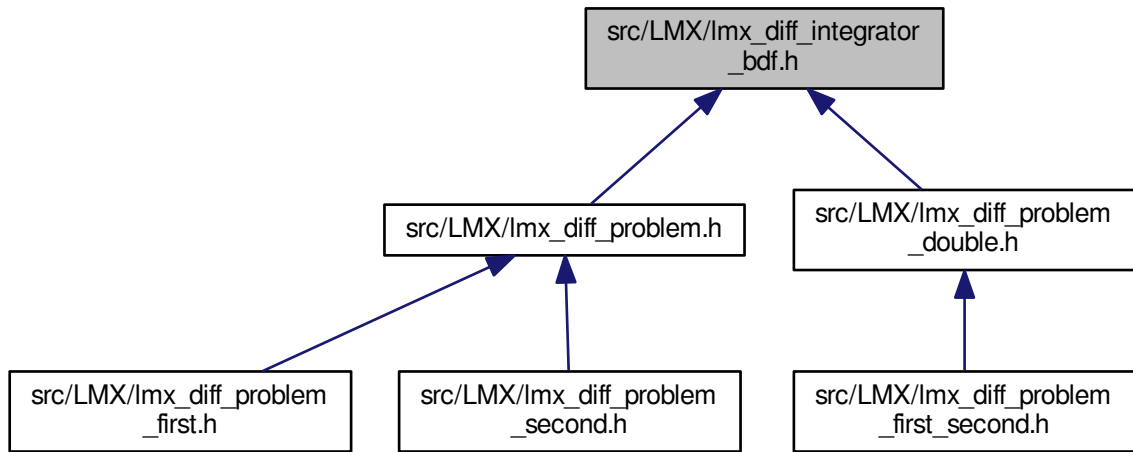 src/LMX/lmx_diff_integrator
_bdf.h
src/LMX/lmx_diff_problem.h
src/LMX/lmx_diff_problem
_double.h
src/LMX/lmx_diff_problem
_first.h
src/LMX/lmx_diff_problem
_second.h
src/LMX/lmx_diff_problem
_first_second.h